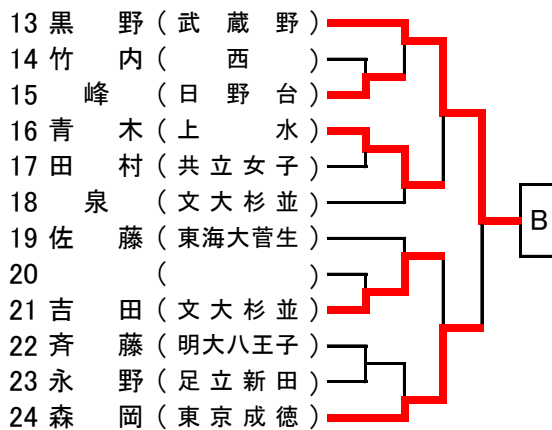 13 黒野 (武蔵野)
14 竹内 (西)
15 峰 (日野台)
16 青木 (上水)
17 田村 (共立女子)
18 泉 (文大杉並)
19 佐藤 (東海大菅生)
20 ( )
21 吉田 (文大杉並)
22 斉藤 (明大八王子)
23 永野 (足立新田)
24 森岡 (東京成徳)
B